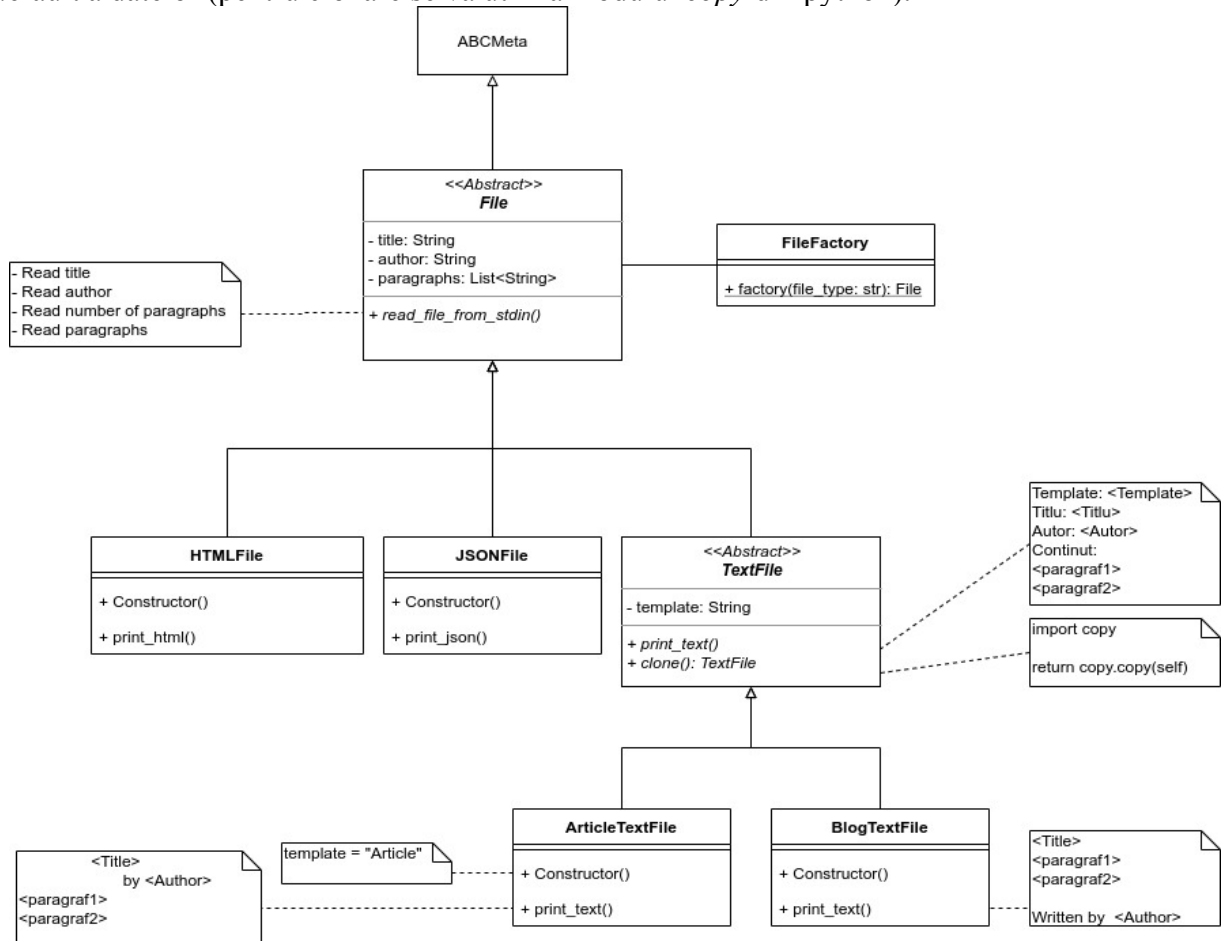 ABCMeta
<<Abstract>>
File
- title: String
- author: String
- paragraphs: List<String>
+ read_file_from_stdin()
FileFactory
+ factory(file_type: str): File
- Read title
- Read author
- Read number of paragraphs
- Read paragraphs
HTMLFile
+ Constructor()
+ print_html()
JSONFile
+ Constructor()
+ print_json()
<<Abstract>>
TextFile
- template: String
+ print_text()
+ clone(): TextFile
Template: <Template>
Titlu: <Titlu>
Autor: <Autor>
Continut:
<paragraf1>
<paragraf2>
import copy
return copy.copy(self)
ArticleTextFile
+ Constructor()
+ print_text()
BlogTextFile
+ Constructor()
+ print_text()
template = "Article"
<Title>
by <Author>
<paragraf1>
<paragraf2>
<Title>
<paragraf1>
<paragraf2>
Written by <Author>